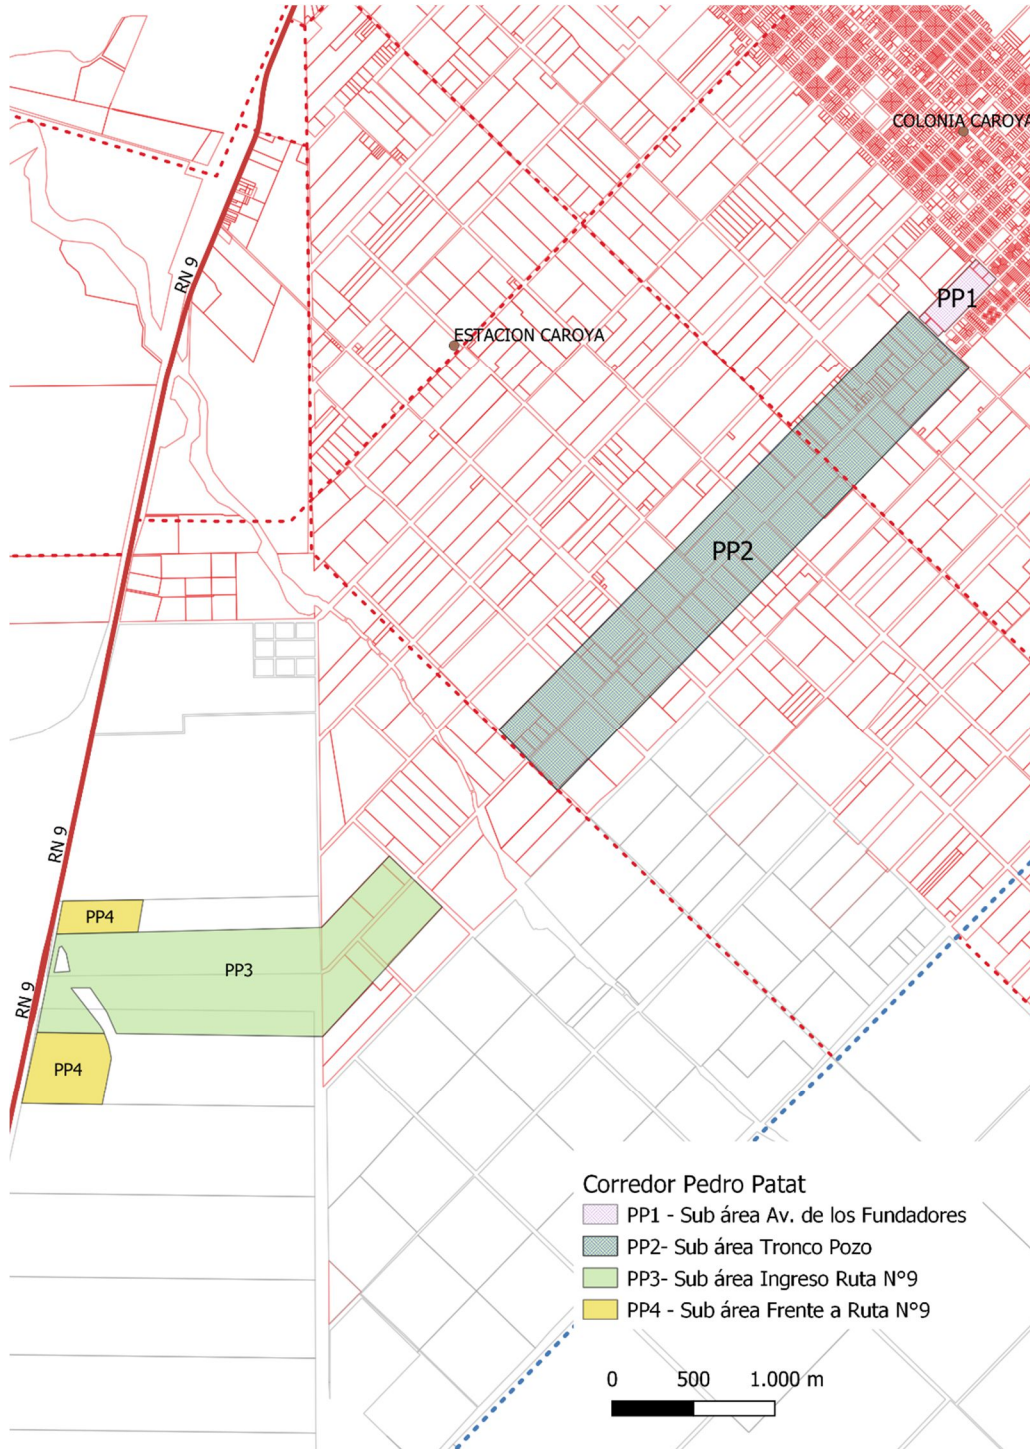 COLONIA CAROYA
RN 9
PP1
ESTACION CAROYA
PP2
RN 9
PP4
PP3
RN 9
PP4
Corredor Pedro Patat
PP1 - Sub área Av. de los Fundadores
PP2- Sub área Tronco Pozo
PP3- Sub área Ingreso Ruta N°9
PP4 - Sub área Frente a Ruta N°9
0 500 1.000 m